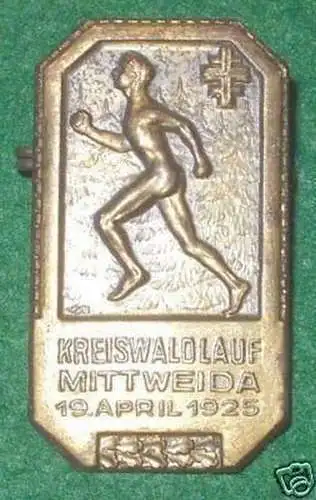 KREISWALDLAUF
MITTWEIDA
19. APRIL 1925